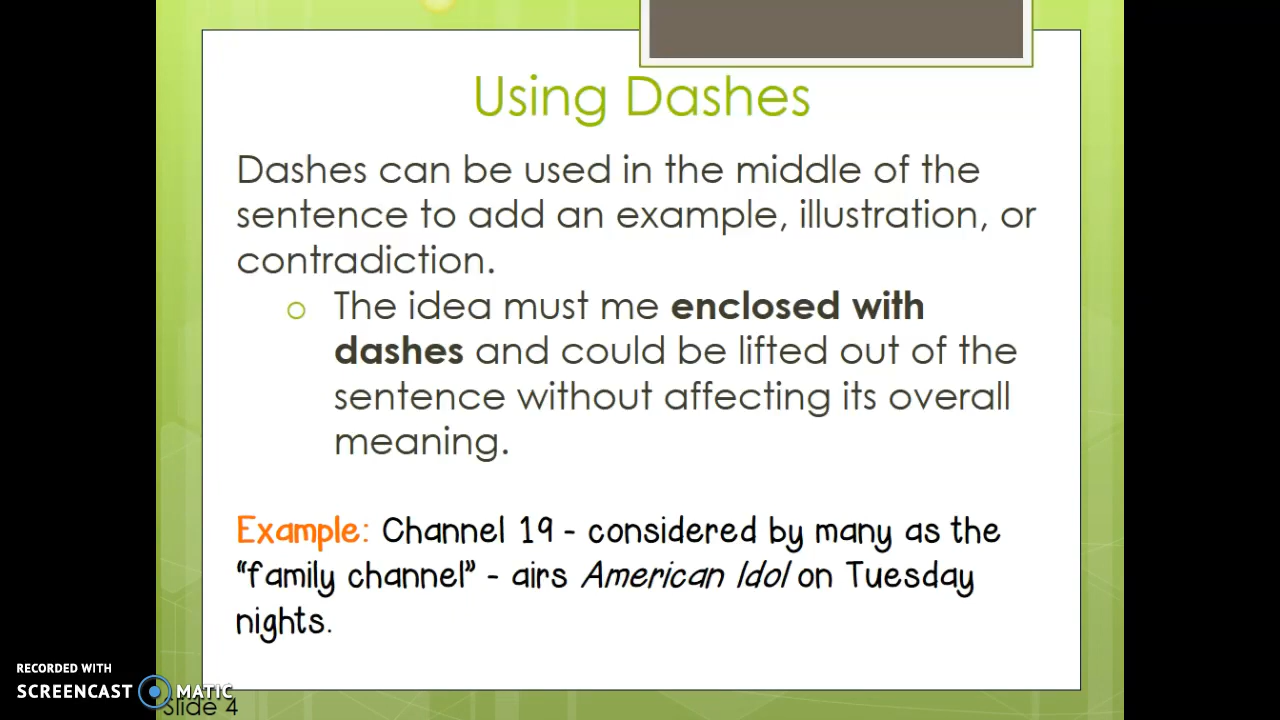 Using Dashes
Dashes can be used in the middle of the
sentence to add an example, illustration, or
contradiction.
o The idea must me enclosed with
dashes and could be lifted out of the
sentence without affecting its overall
meaning.
Example: Channel 19 - considered by many as the
“family channel” - airs American Idol on Tuesday
nights.
RECORDED WITH
SCREENCAST MATIC
Slide 4